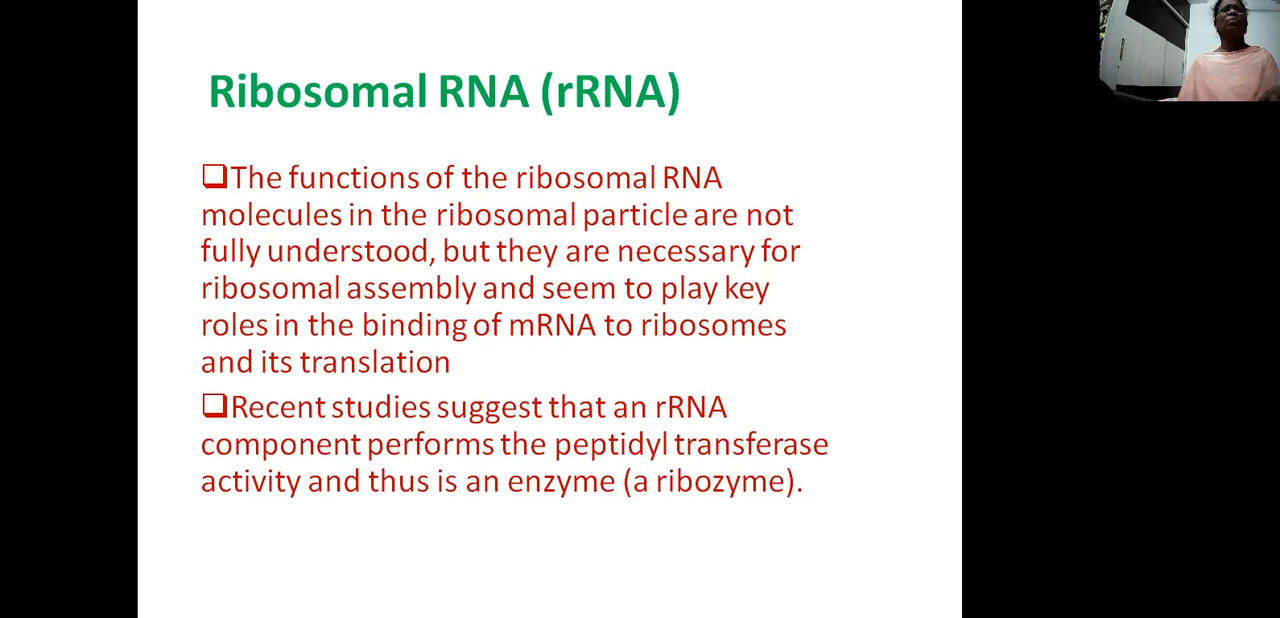 Ribosomal RNA (rRNA)
❑The functions of the ribosomal RNA
molecules in the ribosomal particle are not
fully understood, but they are necessary for
ribosomal assembly and seem to play key
roles in the binding of mRNA to ribosomes
and its translation
❑Recent studies suggest that an rRNA
component performs the peptidyl transferase
activity and thus is an enzyme (a ribozyme).